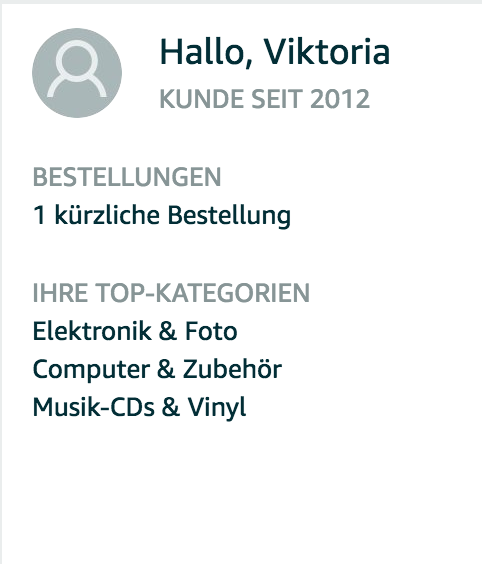 Hallo, Viktoria
KUNDE SEIT 2012
BESTELLUNGEN
1 kürzliche Bestellung
IHRE TOP-KATEGORIEN
Elektronik & Foto
Computer & Zubehör
Musik-CDs & Vinyl